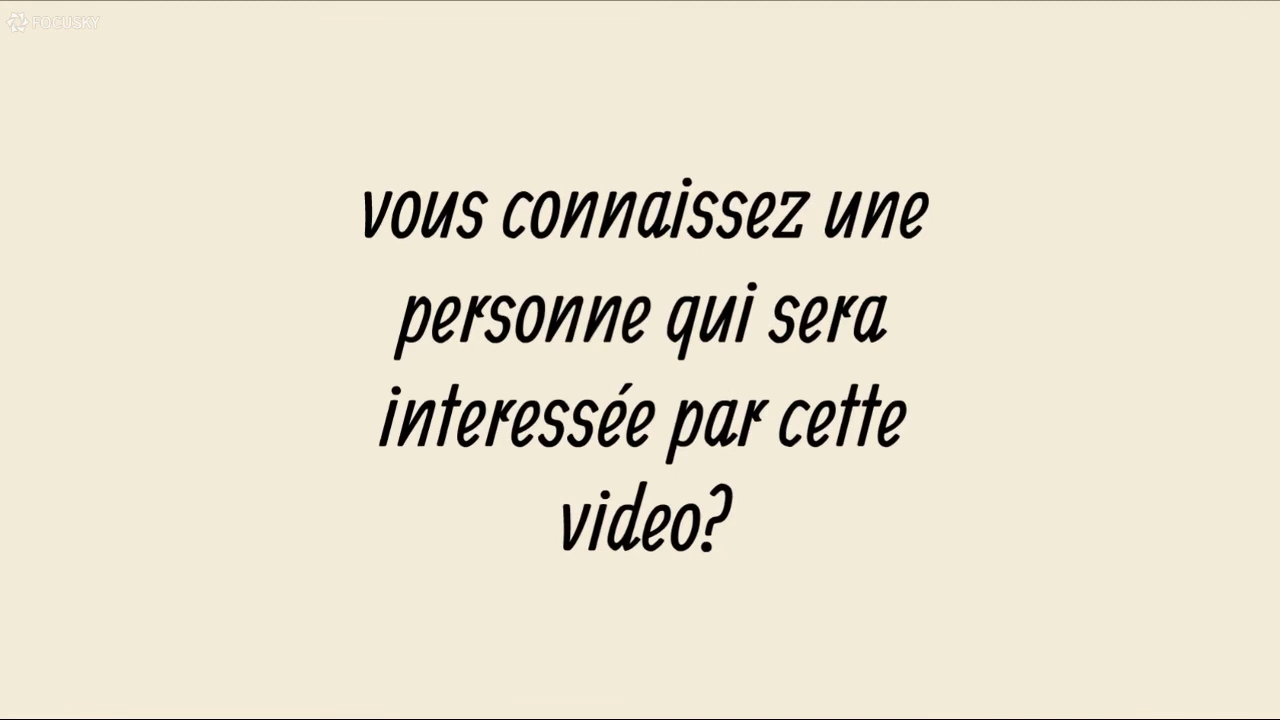 FOCUSKY
vous connaissez une
personne qui sera
interessée par cette
video?